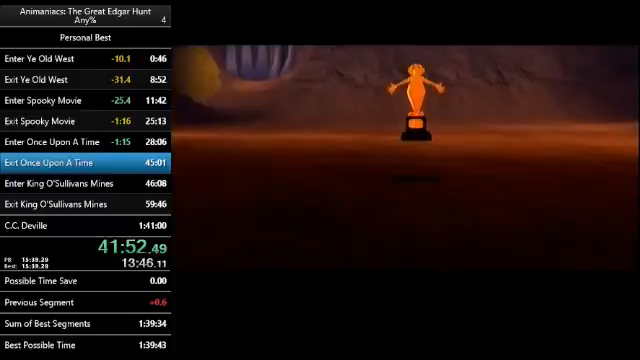 Animaniacs: The Great Edgar Hunt
Any% 4
Personal Best
Enter Ye Old West -10.1 0:46
Exit Ye Old West -31.4 8:52
Enter Spooky Movie -25.4 11:42
Exit Spooky Movie -1:16 25:13
Enter Once Upon A Time -1:15 28:06
Exit Once Upon A Time 45:01
Enter King O'Sullivans Mines 46:08
Exit King O'Sullivans Mines 59:46
C.C. Deville 1:41:00
41:52.49
PB: 15:39.29
Best: 15:39.29
13:46.11
Possible Time Save 0.00
Previous Segment +0.6
Sum of Best Segments 1:39:34
Best Possible Time 1:39:43